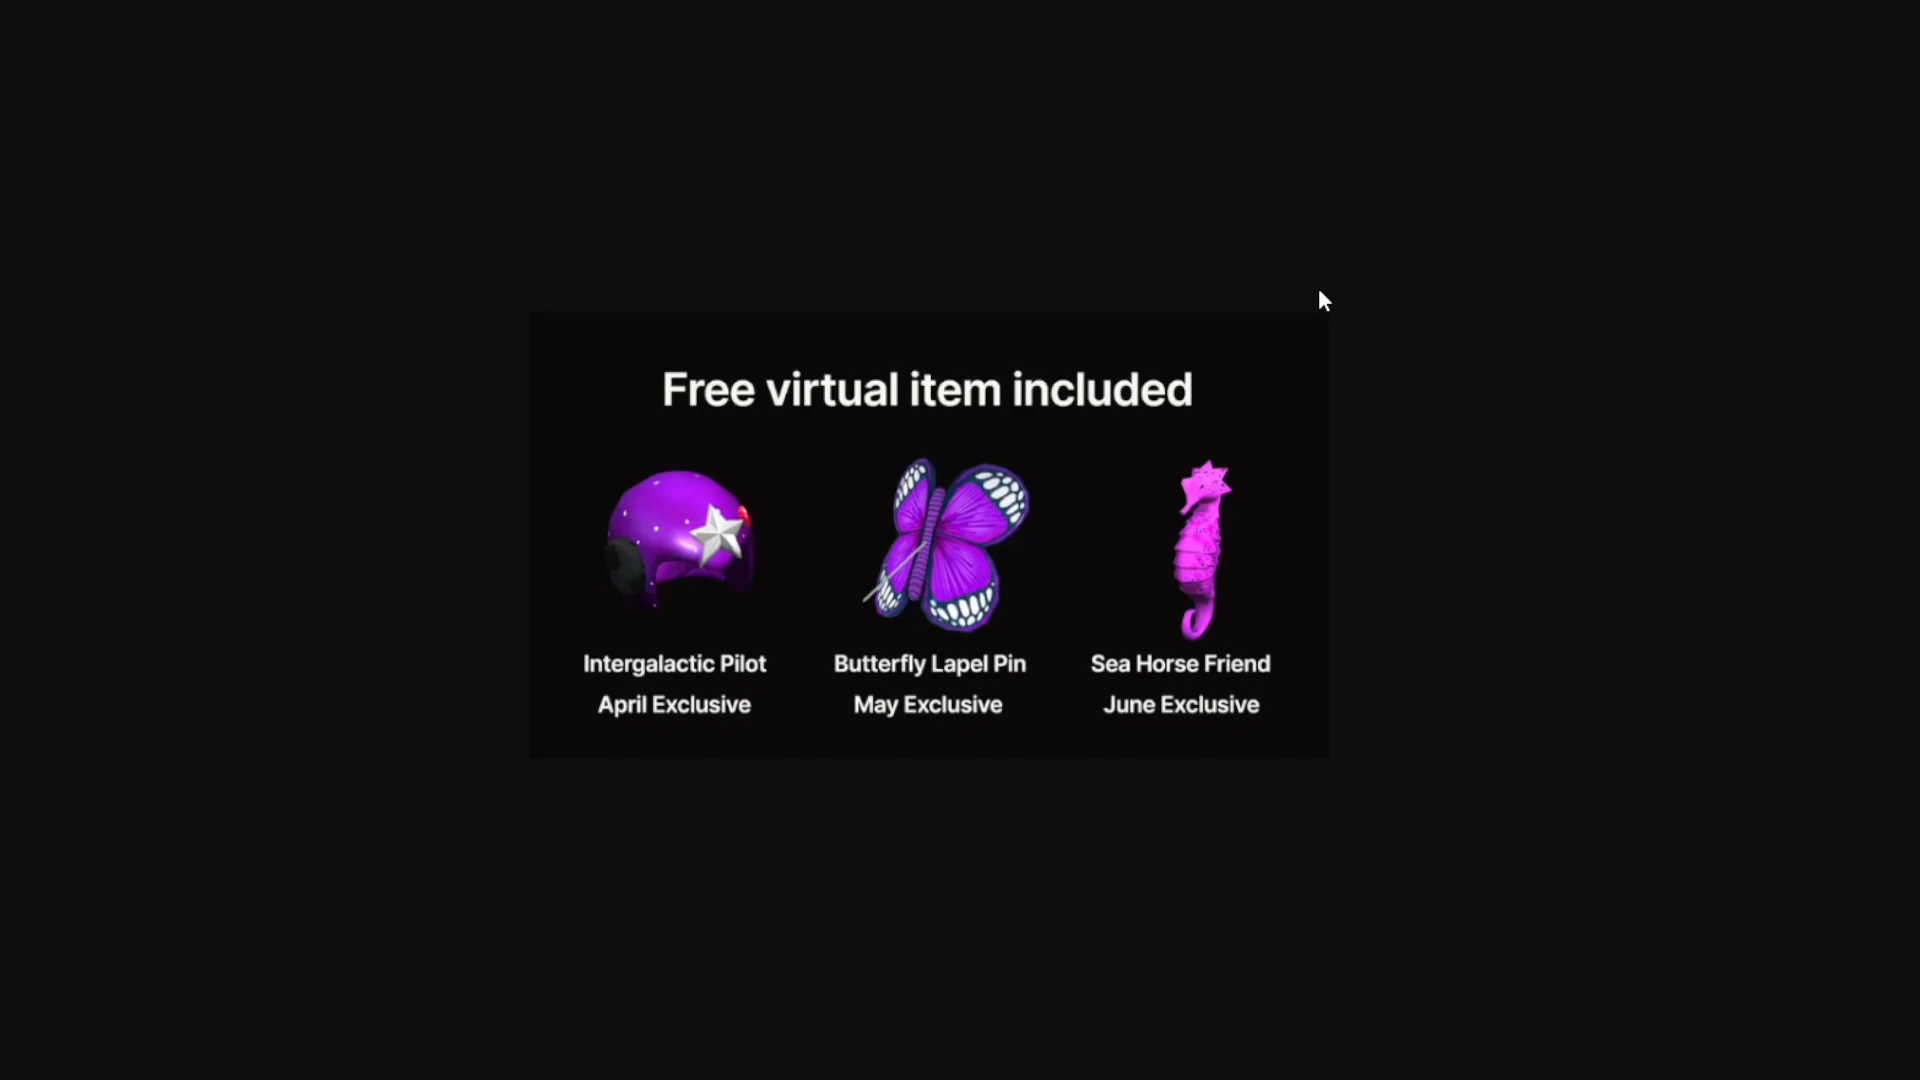 Free virtual item included
Intergalactic Pilot
April Exclusive
Butterfly Lapel Pin
May Exclusive
Sea Horse Friend
June Exclusive